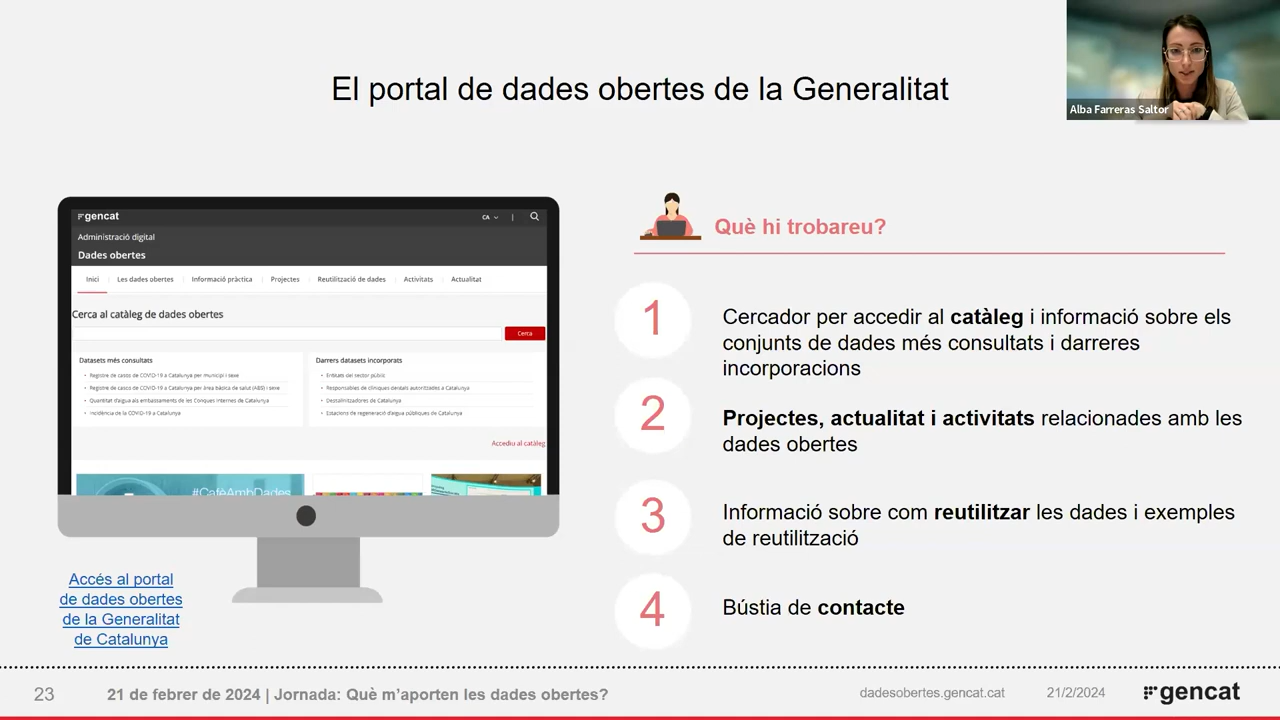 El portal de dades obertes de la Generalitat
Alba Farreras Saltor
gencat
CA
Administració digital
Dades obertes
Inici
Les dades obertes
Informació pràctica
Projectes
Reutilització de dades
Activitats
Actualitat
Cerca al catàleg de dades obertes
Cerca
Datasets més consultats
Registre de casos de COVID-19 a Catalunya per municipi i sexe
Registre de casos de COVID-19 a Catalunya per àrea bàsica de salut (ABS) i sexe
Quantitat d'aigua als embassaments de les Conques Internes de Catalunya
Incidència de la COVID-19 a Catalunya
Darrers datasets incorporats
Entitats del sector públic
Responsables de clíniques dentals autoritzades a Catalunya
Dessalinitzadores de Catalunya
Estacions de regeneració d'aigua públiques de Catalunya
Accediu al catàleg
#CafèAmbDades
Accés al portal
de dades obertes
de la Generalitat
de Catalunya
Què hi trobareu?
1
Cercador per accedir al catàleg i informació sobre els
conjunts de dades més consultats i darreres
incorporacions
2
Projectes, actualitat i activitats relacionades amb les
dades obertes
3
Informació sobre com reutilitzar les dades i exemples
de reutilització
4
Bústia de contacte
23
21 de febrer de 2024 | Jornada: Què m’aporten les dades obertes?
dadesobertes.gencat.cat
21/2/2024
gencat